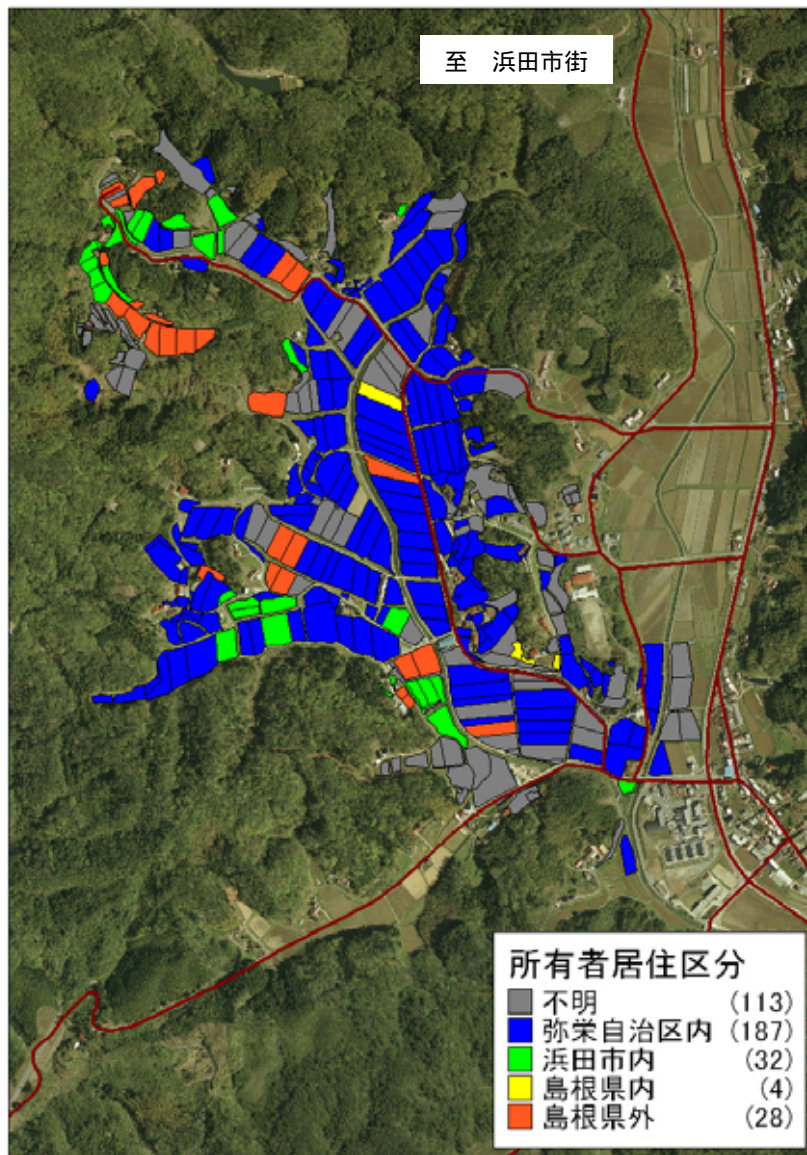 至　浜田市街
所有者居住区分
不明 (113)
弥栄自治区内 (187)
浜田市内 (32)
島根県内 (4)
島根県外 (28)